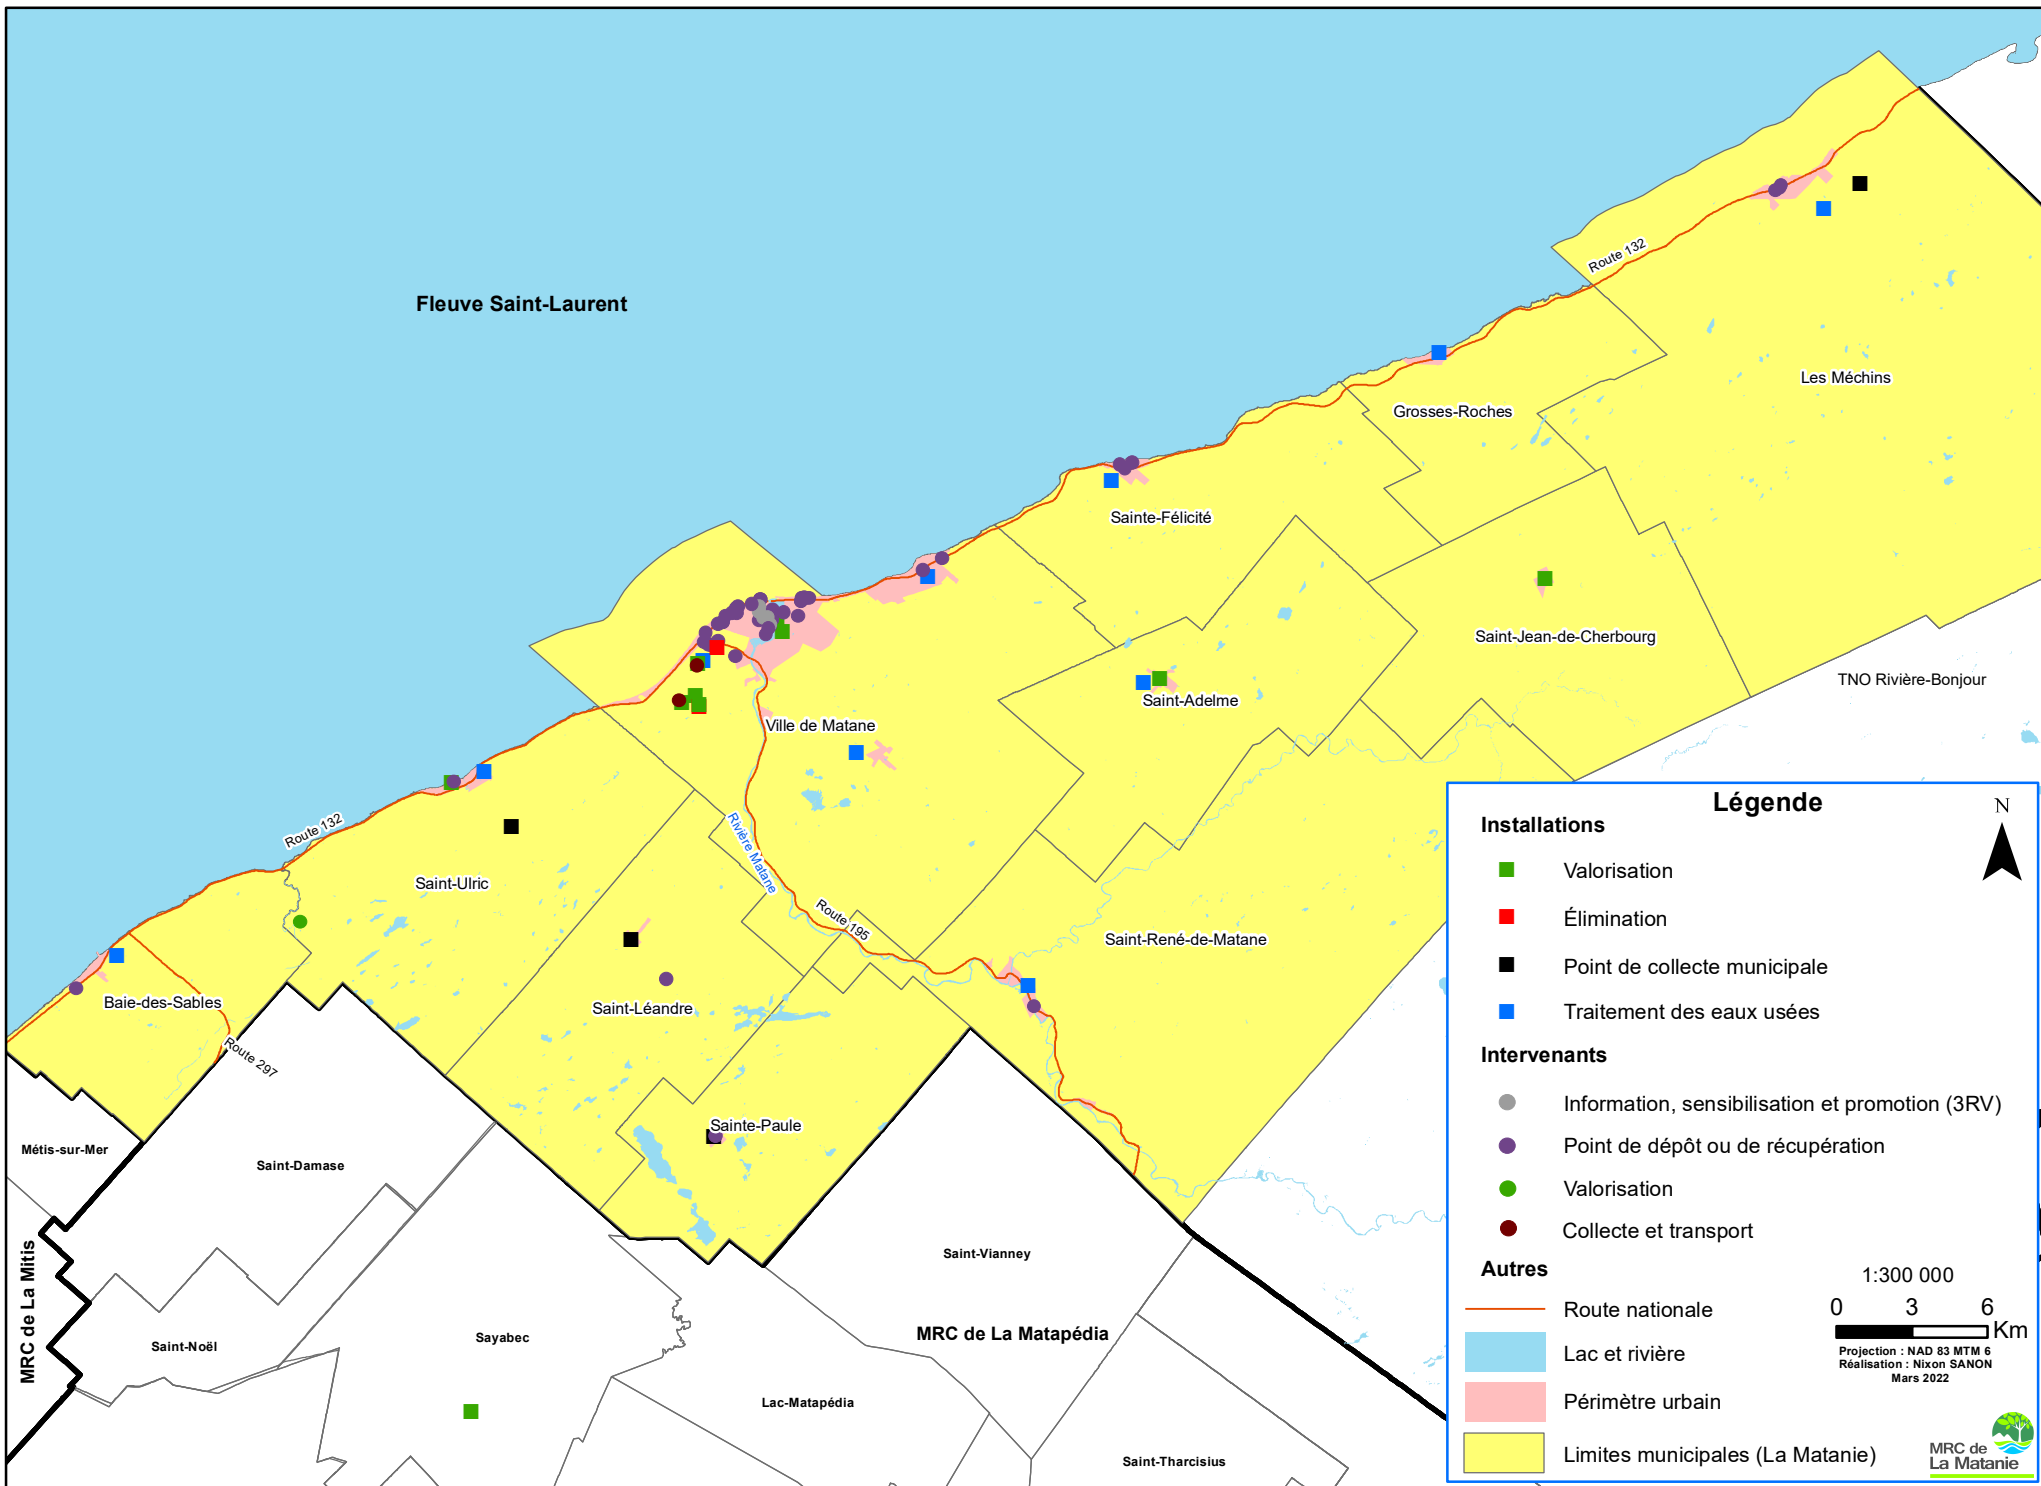 Fleuve Saint-Laurent
Route 132
Les Méchins
Grosses-Roches
Sainte-Félicité
Saint-Jean-de-Cherbourg
TNO Rivière-Bonjour
Saint-Adelme
Ville de Matane
Rivière Matane
Route 132
Saint-Ulric
Route 195
Saint-René-de-Matane
Baie-des-Sables
Saint-Léandre
Route 297
Sainte-Paule
Métis-sur-Mer
Saint-Damase
MRC de La Mitis
Saint-Vianney
Saint-Noël
Sayabec
MRC de La Matapédia
Lac-Matapédia
Saint-Tharcisius
Légende
N
Installations
Valorisation
Élimination
Point de collecte municipale
Traitement des eaux usées
Intervenants
Information, sensibilisation et promotion (3RV)
Point de dépôt ou de récupération
Valorisation
Collecte et transport
Autres
Route nationale
Lac et rivière
Périmètre urbain
Limites municipales (La Matanie)
1:300 000
0 3 6
Km
Projection : NAD 83 MTM 6
Réalisation : Nixon SANON
Mars 2022
MRC de
La Matanie